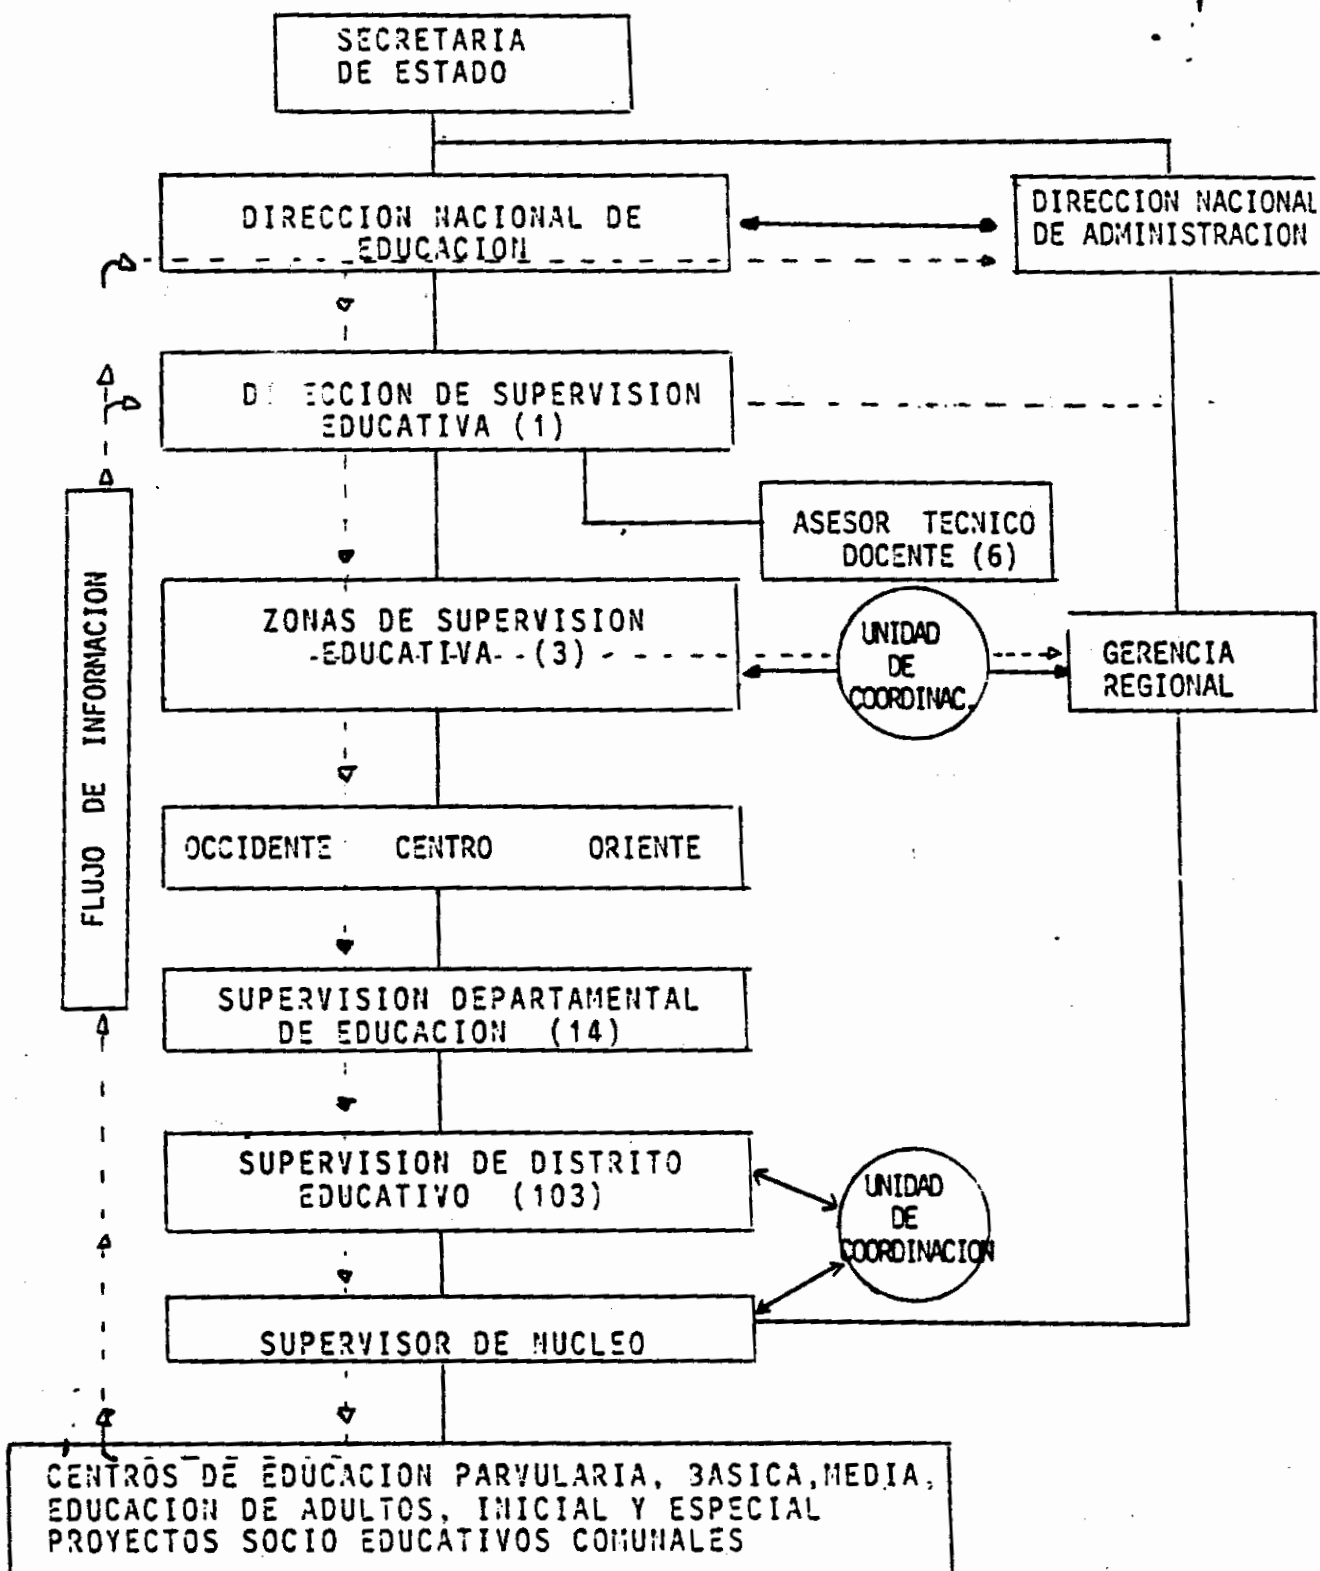 SECRETARIA
DE ESTADO
DIRECCION NACIONAL DE
EDUCACION
DIRECCION NACIONAL
DE ADMINISTRACION
D   ECCION DE SUPERVISION
EDUCATIVA (1)
ASESOR TECNICO
DOCENTE (6)
ZONAS DE SUPERVISION
EDUCATIVA (3)
UNIDAD
DE
COORDINAC.
GERENCIA
REGIONAL
FLUJO DE INFORMACION
OCCIDENTE CENTRO ORIENTE
SUPERVISION DEPARTAMENTAL
DE EDUCACION (14)
SUPERVISION DE DISTRITO
EDUCATIVO (103)
UNIDAD
DE
COORDINACION
SUPERVISOR DE NUCLEO
CENTROS DE EDUCACION PARVULARIA, BASICA, MEDIA,
EDUCACION DE ADULTOS, INICIAL Y ESPECIAL
PROYECTOS SOCIO EDUCATIVOS COMUNALES